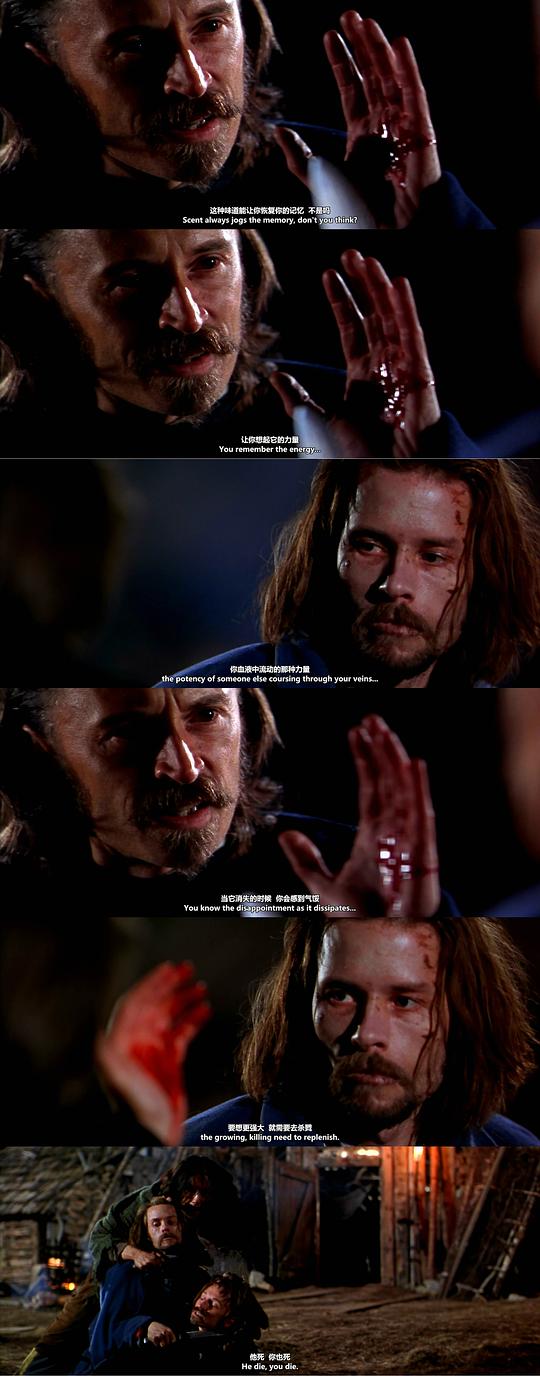 这种味道能让你恢复你的记忆 不是吗
Scent always jogs the memory, don't you think?
让你想起它的力量
You remember the energy...
你血液中流动的那种力量
the potency of someone else coursing through your veins...
当它消失的时候 你会感到气馁
You know the disappointment as it dissipates...
要想更强大 就需要去杀戮
the growing, killing need to replenish.
他死 你也死
He die, you die.